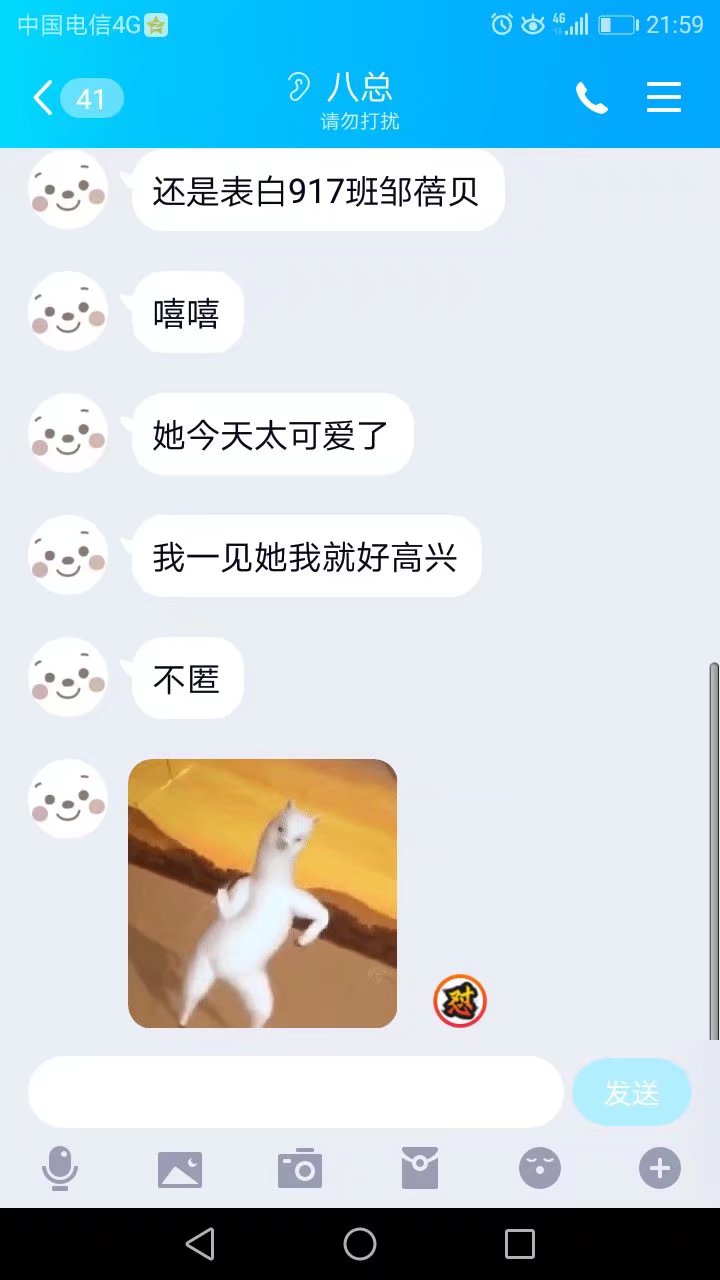 中国电信4G
4G
21:59
41
八总
请勿打扰
还是表白917班邹蓓贝
嘻嘻
她今天太可爱了
我一见她我就好高兴
不匿
怼
发送